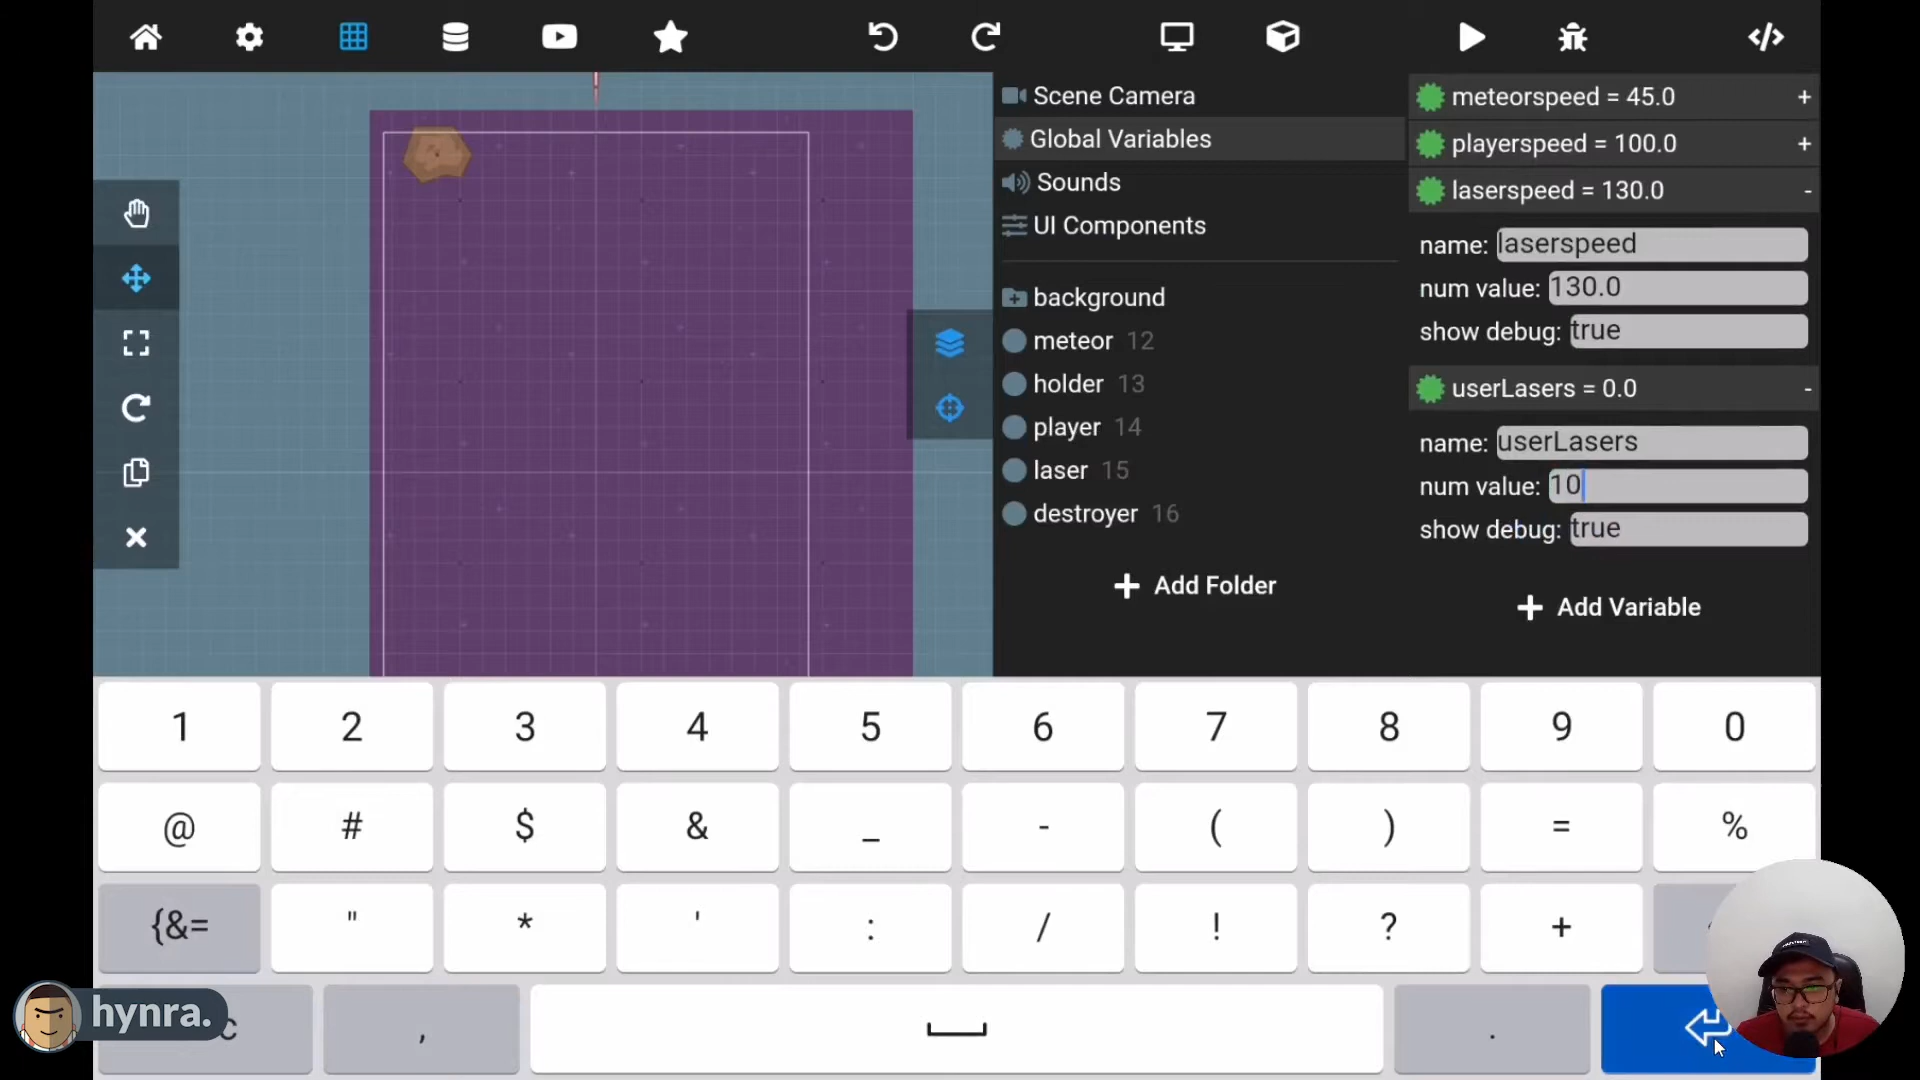 Scene Camera
Global Variables
Sounds
UI Components
background
meteor 12
holder 13
player 14
laser 15
destroyer 16
+ Add Folder
meteorspeed = 45.0 +
playerspeed = 100.0 +
laserspeed = 130.0 -
name: laserspeed
num value: 130.0
show debug: true
userLasers = 0.0 -
name: userLasers
num value: 10
show debug: true
+ Add Variable
1 2 3 4 5 6 7 8 9 0
@ # $ & _ - ( ) = %
{&= " * ' : / ! ? +
, .
hynra.